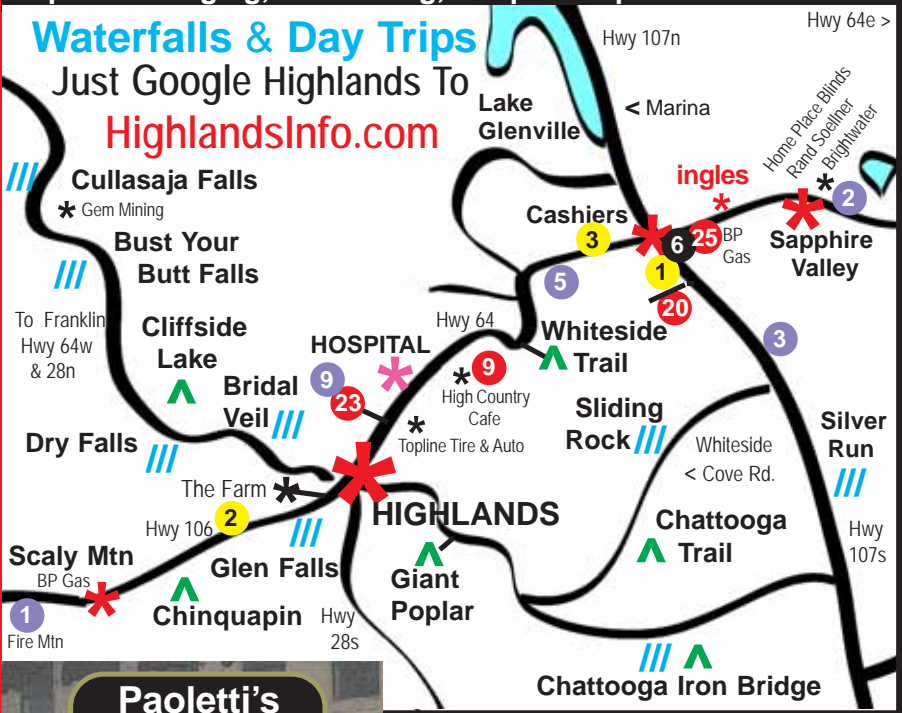 Waterfalls & Day Trips
Just Google Highlands To
HighlandsInfo.com
Hwy 107n
Hwy 64e >
Lake
Glenville
< Marina
Home Place Blinds
Rand Soellner
Brightwater
ingles
2
Cashiers
3
6
25
BP
Gas
Sapphire
Valley
1
20
5
3
Cullasaja Falls
Gem Mining
Bust Your
Butt Falls
To Franklin
Hwy 64w
& 28n
Cliffside
Lake
HOSPITAL
Hwy 64
Whiteside
Trail
9
23
9
High Country
Cafe
Topline Tire & Auto
Bridal
Veil
Dry Falls
Sliding
Rock
Whiteside
< Cove Rd.
Silver
Run
The Farm
HIGHLANDS
Hwy 106
2
Glen Falls
Giant
Poplar
Chattooga
Trail
Hwy
107s
Scaly Mtn
BP Gas
1
Fire Mtn
Chinquapin
Hwy
28s
Chattooga Iron Bridge
Paoletti's